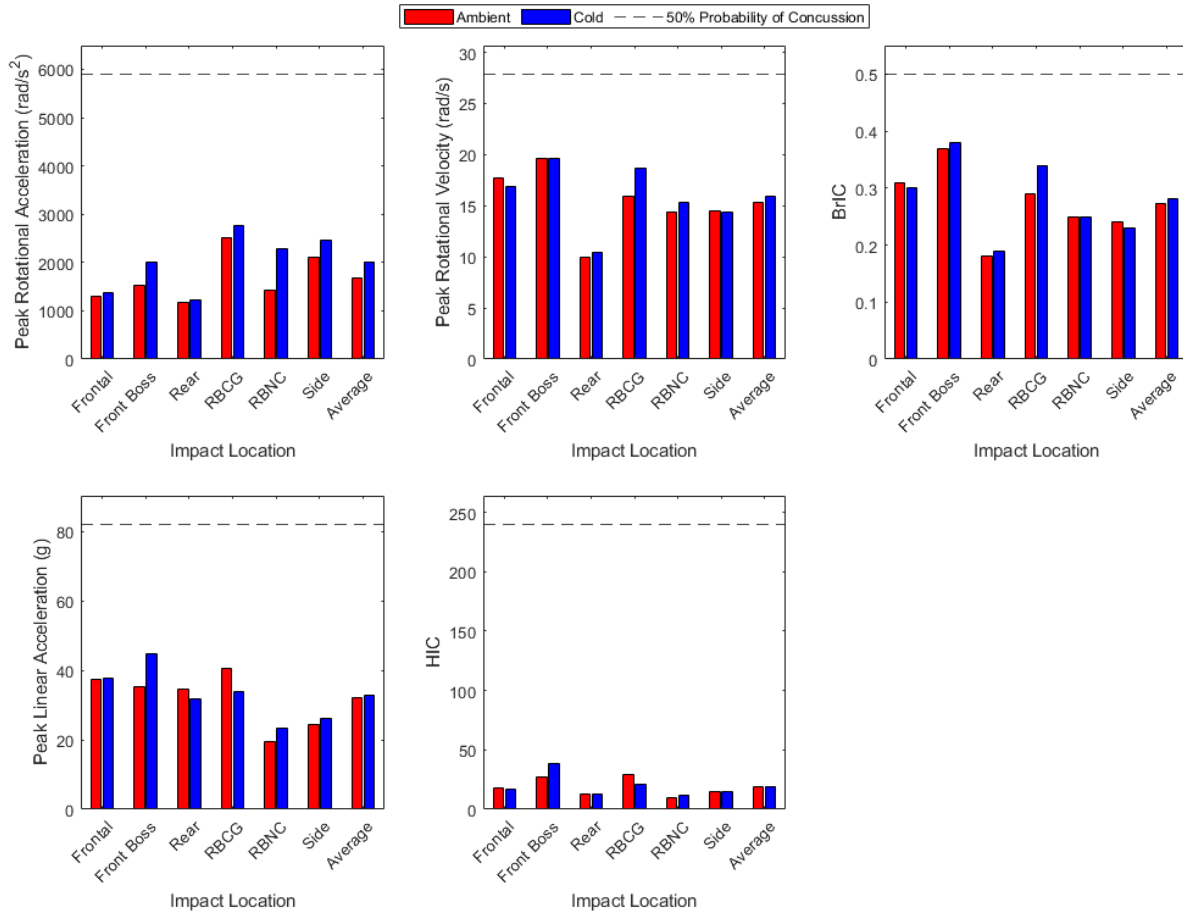 Ambient Cold 50% Probability of Concussion
Peak Rotational Acceleration (rad/s²)
6000
5000
4000
3000
2000
1000
0
Frontal
Front Boss
Rear
RBCG
RBNC
Side
Average
Impact Location
Peak Rotational Velocity (rad/s)
30
25
20
15
10
5
0
Frontal
Front Boss
Rear
RBCG
RBNC
Side
Average
Impact Location
BrIC
0.5
0.4
0.3
0.2
0.1
0
Frontal
Front Boss
Rear
RBCG
RBNC
Side
Average
Impact Location
Peak Linear Acceleration (g)
80
60
40
20
0
Frontal
Front Boss
Rear
RBCG
RBNC
Side
Average
Impact Location
HIC
250
200
150
100
50
0
Frontal
Front Boss
Rear
RBCG
RBNC
Side
Average
Impact Location